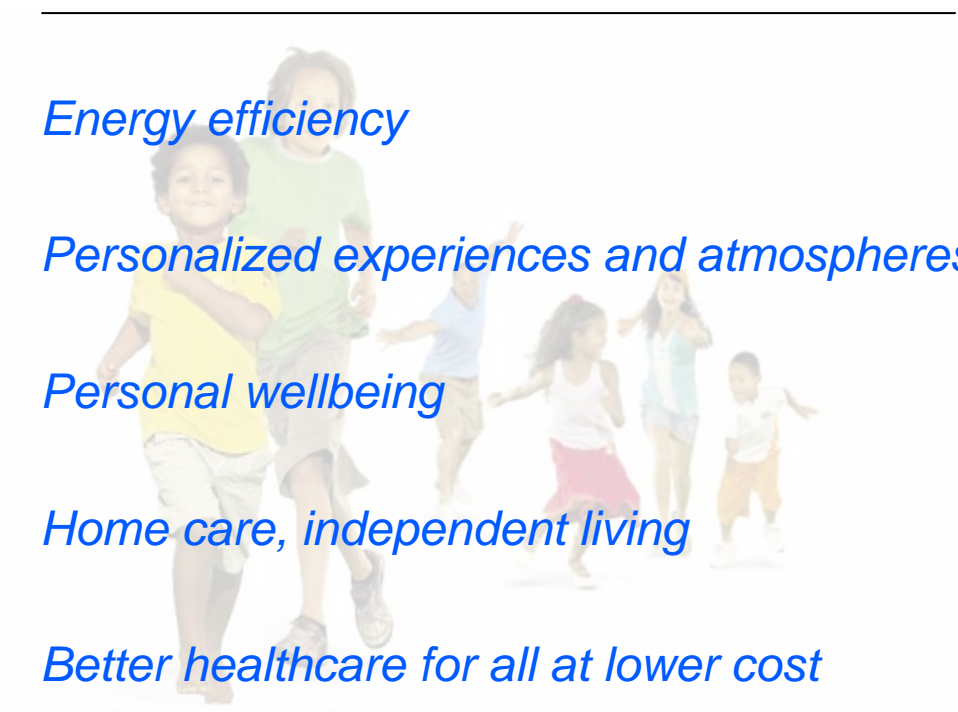 Energy efficiency
Personalized experiences and atmospheres
Personal wellbeing
Home care, independent living
Better healthcare for all at lower cost